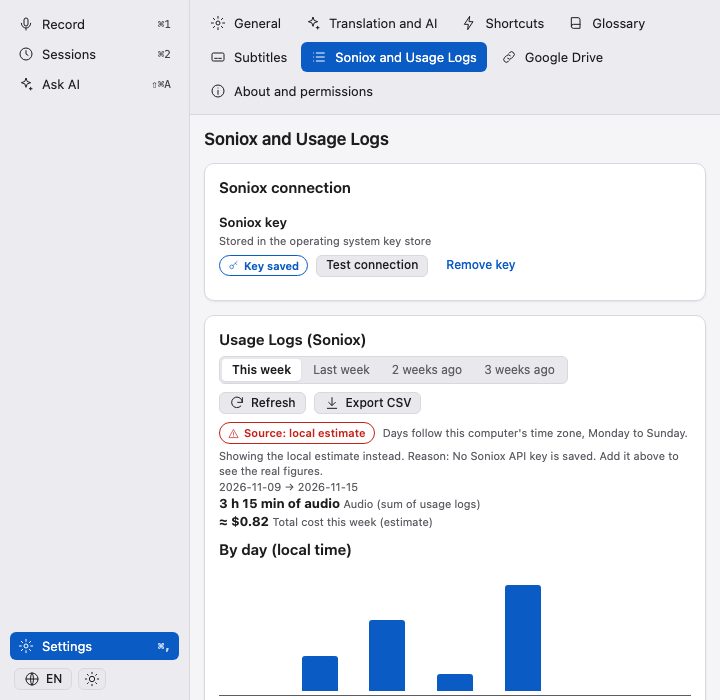 Record ⌘1
Sessions ⌘2
Ask AI ⇧⌘A
General
Translation and AI
Shortcuts
Glossary
Subtitles
Soniox and Usage Logs
Google Drive
About and permissions
Soniox and Usage Logs
Soniox connection
Soniox key
Stored in the operating system key store
Key saved
Test connection
Remove key
Usage Logs (Soniox)
This week
Last week
2 weeks ago
3 weeks ago
Refresh
Export CSV
Source: local estimate
Days follow this computer's time zone, Monday to Sunday.
Showing the local estimate instead. Reason: No Soniox API key is saved. Add it above to
see the real figures.
2026-11-09 → 2026-11-15
3 h 15 min of audio Audio (sum of usage logs)
≈ $0.82 Total cost this week (estimate)
By day (local time)
Settings ⌘,
EN